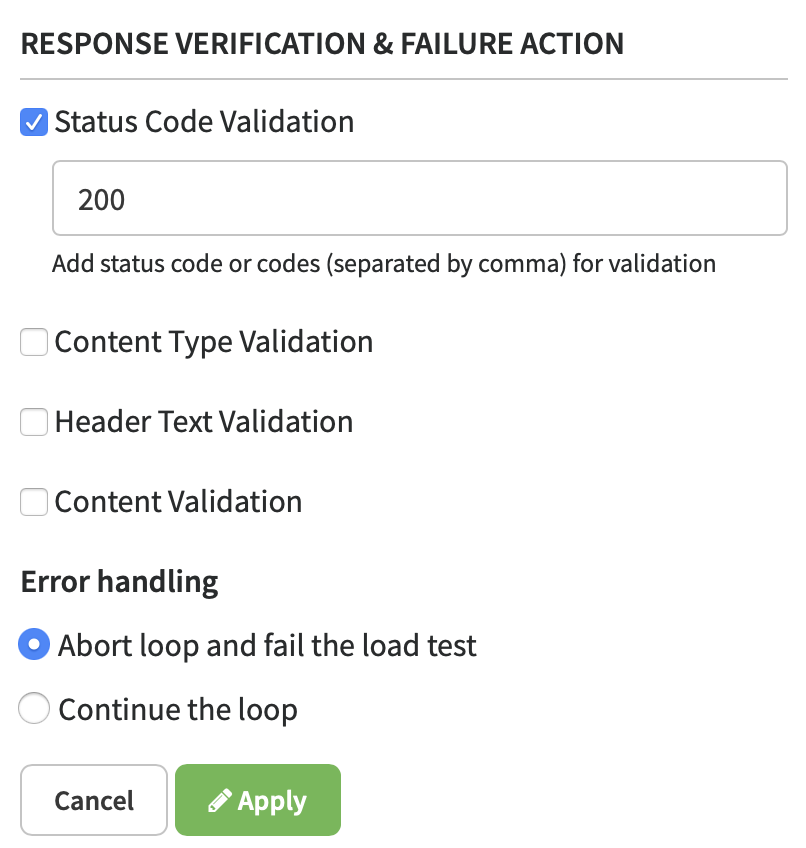 RESPONSE VERIFICATION & FAILURE ACTION
Status Code Validation
200
Add status code or codes (separated by comma) for validation
Content Type Validation
Header Text Validation
Content Validation
Error handling
Abort loop and fail the load test
Continue the loop
Cancel
Apply